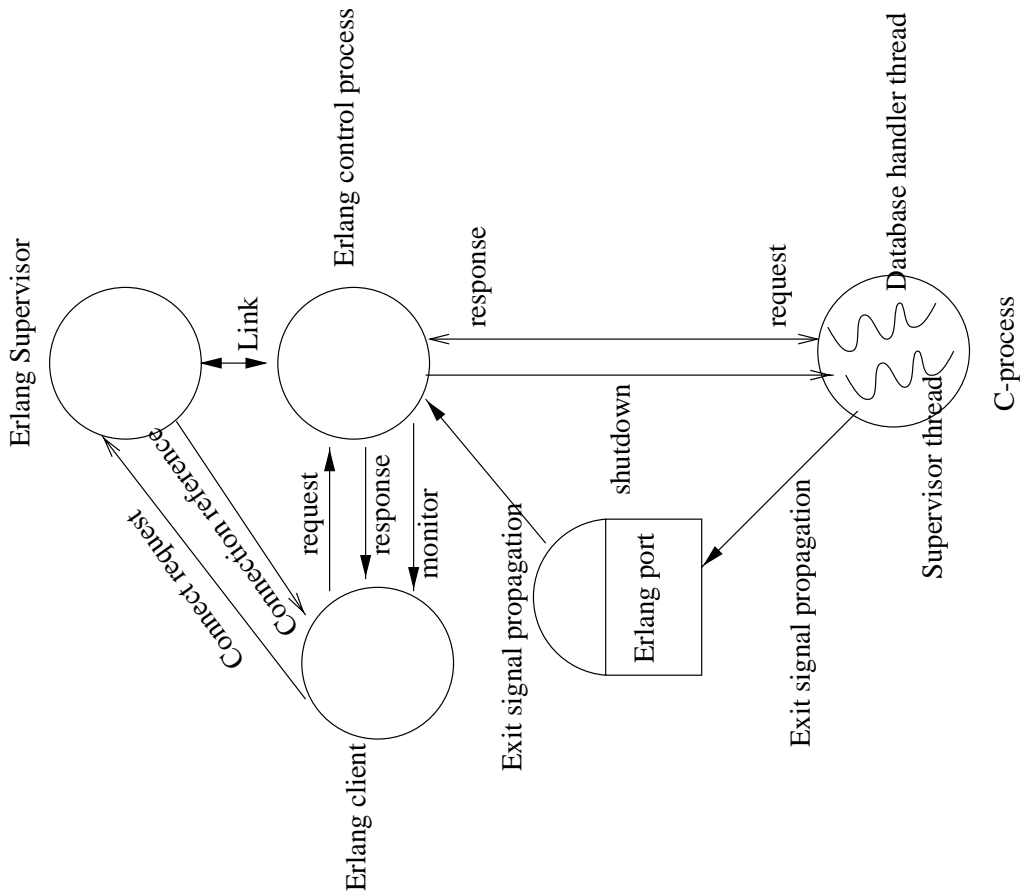 Erlang Supervisor
Connect request
Connection reference
Link
Erlang control process
Erlang client
request
response
monitor
response
request
shutdown
Exit signal propagation
Erlang port
Exit signal propagation
Database handler thread
Supervisor thread
C-process